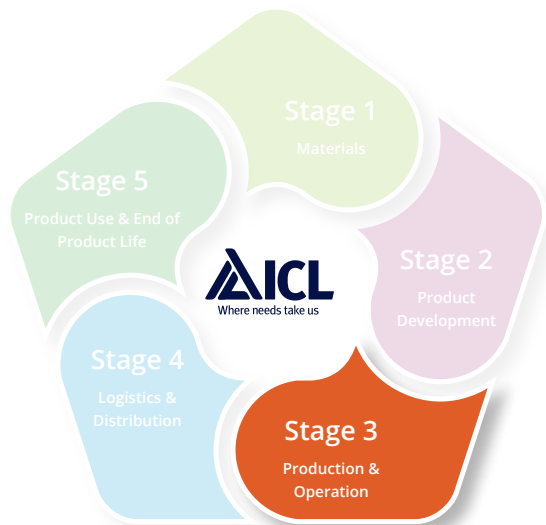 Stage 1
Materials
Stage 2
Product
Development
Stage 3
Production &
Operation
Stage 4
Logistics &
Distribution
Stage 5
Product Use & End of
Product Life
ICL
Where needs take us